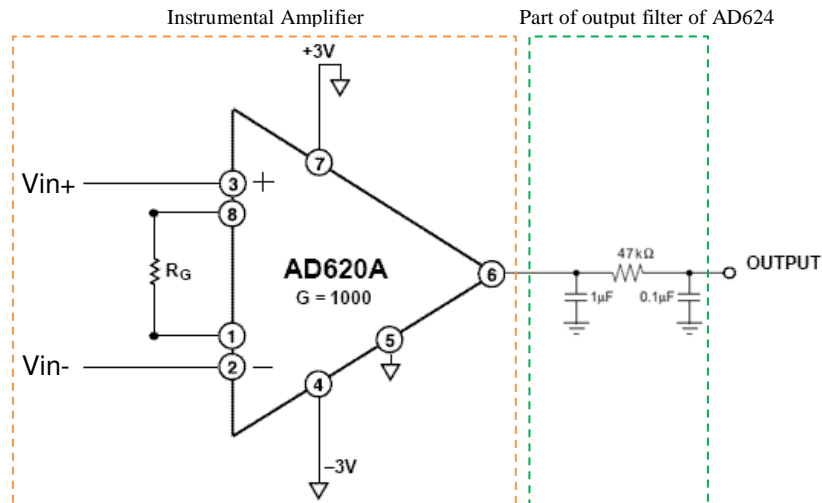 Instrumental Amplifier
Part of output filter of AD624
+3V
7
Vin+
3 +
8
RG
AD620A
G = 1000
6
47kΩ
OUTPUT
1µF
0.1µF
1
5
Vin-
2 –
4
–3V